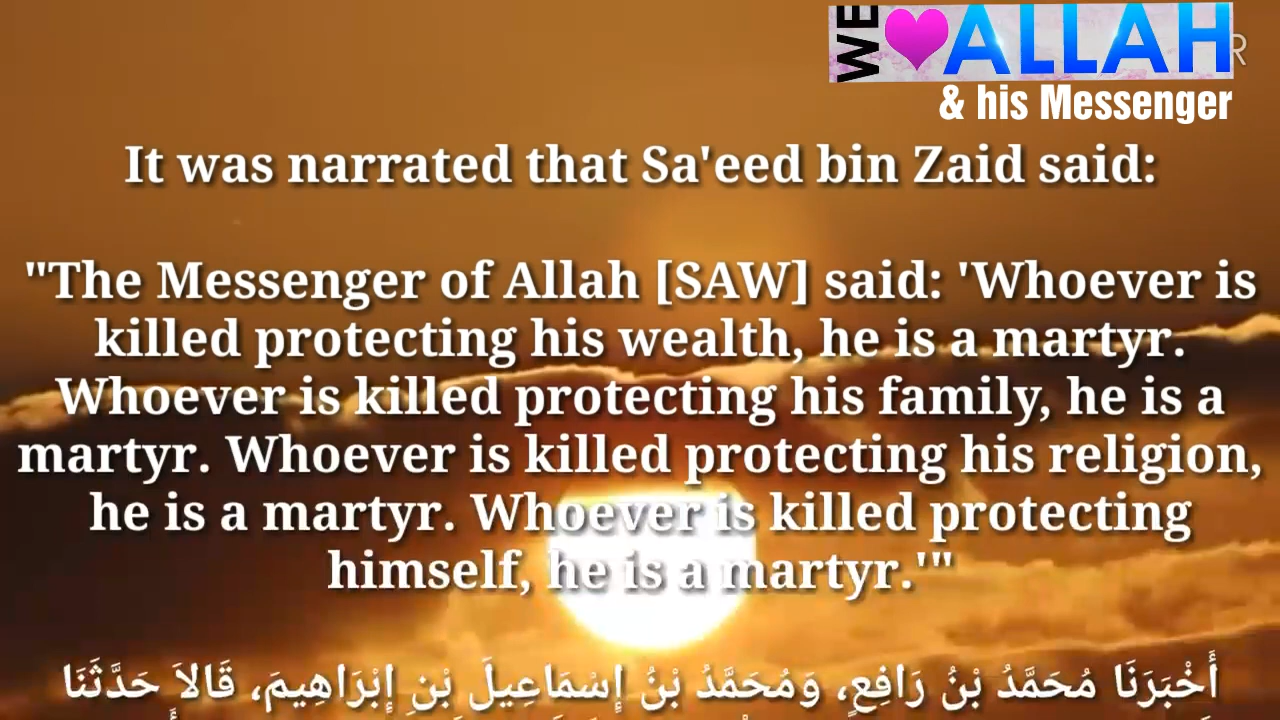 WE ALLAH
& his Messenger
R
It was narrated that Sa'eed bin Zaid said:
"The Messenger of Allah [SAW] said: 'Whoever is
killed protecting his wealth, he is a martyr.
Whoever is killed protecting his family, he is a
martyr. Whoever is killed protecting his religion,
he is a martyr. Whoever is killed protecting
himself, he is a martyr.'"
أَخْبَرَنَا مُحَمَّدُ بْنُ رَافِعٍ، وَمُحَمَّدُ بْنُ إِسْمَاعِيلَ بْنِ إِبْرَاهِيمَ، قَالاَ حَدَّثَنَا